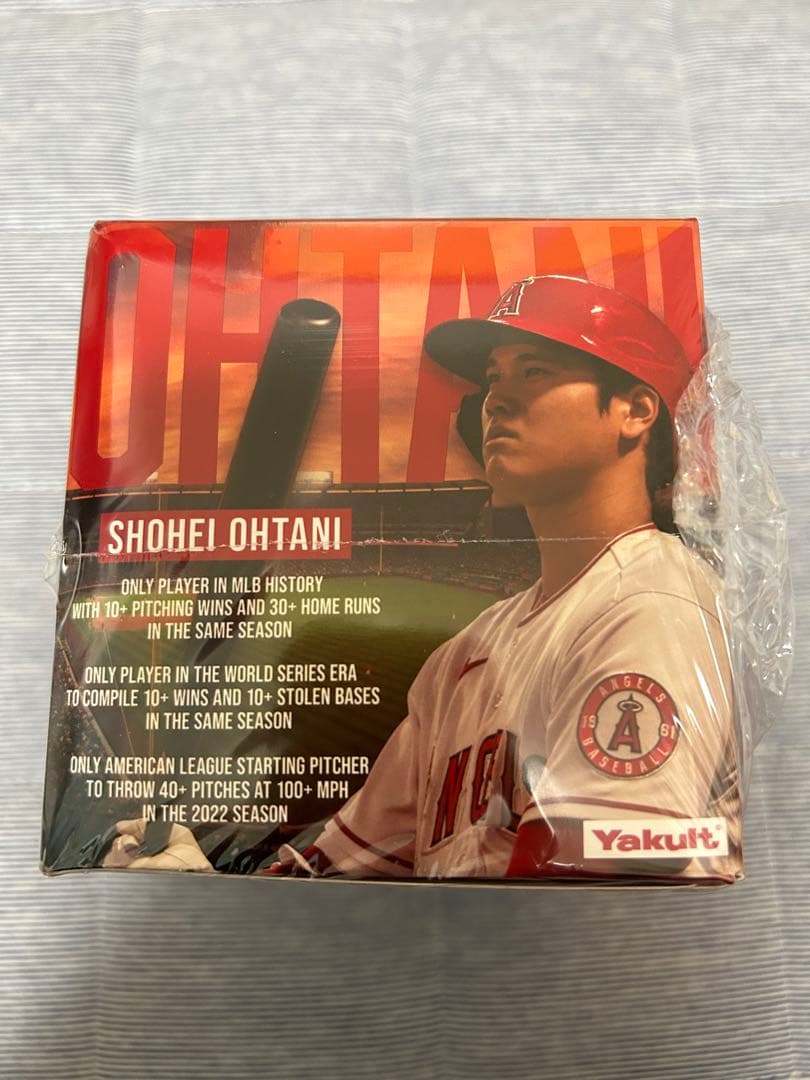 OHTANI
A
SHOHEI OHTANI
ONLY PLAYER IN MLB HISTORY
WITH 10+ PITCHING WINS AND 30+ HOME RUNS
IN THE SAME SEASON
ONLY PLAYER IN THE WORLD SERIES ERA
TO COMPILE 10+ WINS AND 10+ STOLEN BASES
IN THE SAME SEASON
ONLY AMERICAN LEAGUE STARTING PITCHER
TO THROW 40+ PITCHES AT 100+ MPH
IN THE 2022 SEASON
ANGELS
19 A 61
BASEBALL
Yakult